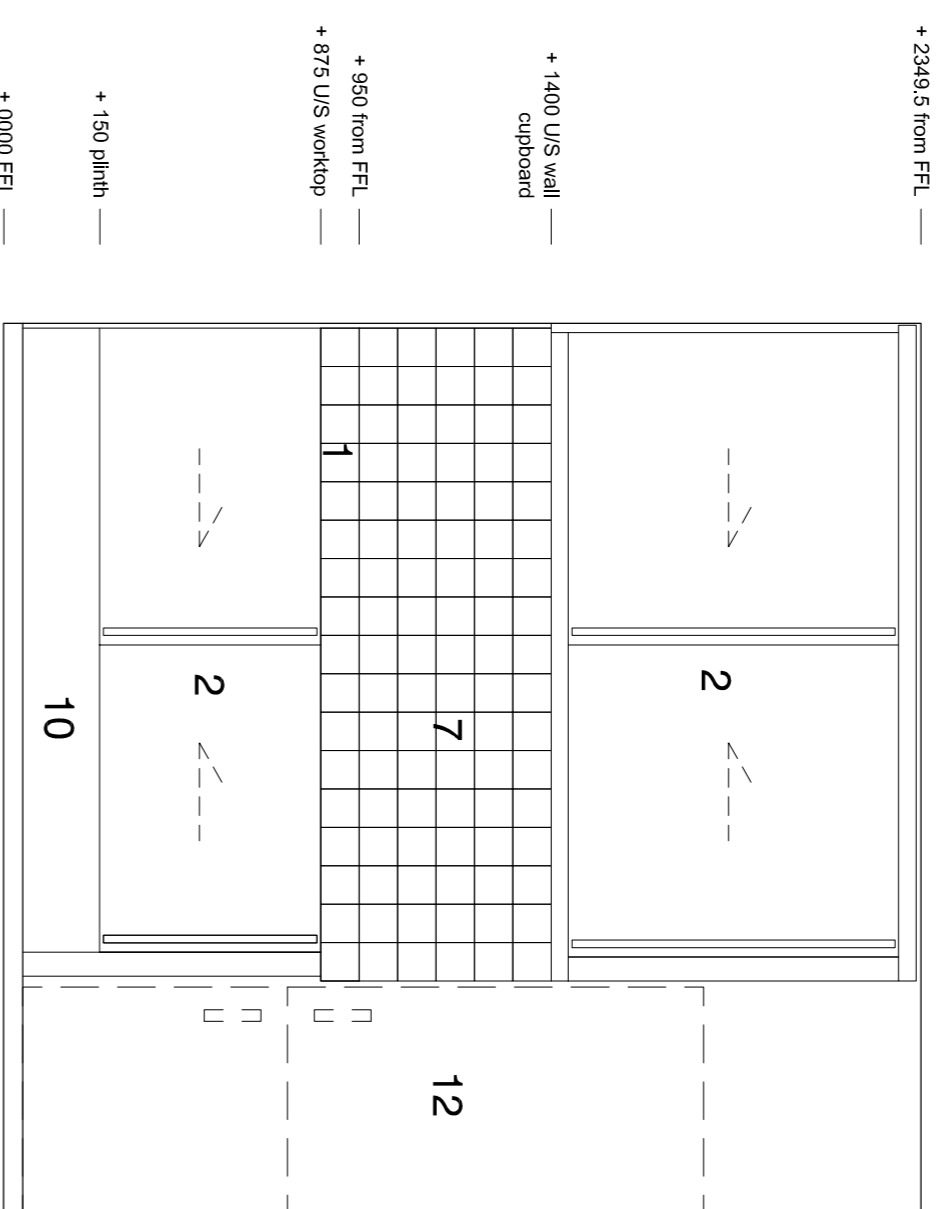 + 2349.5 from FFL
+ 1400 U/S wall
cupboard
+ 950 from FFL
+ 875 U/S worktop
+ 150 plinth
+ 0000 FFL
2
1
7
2
10
12